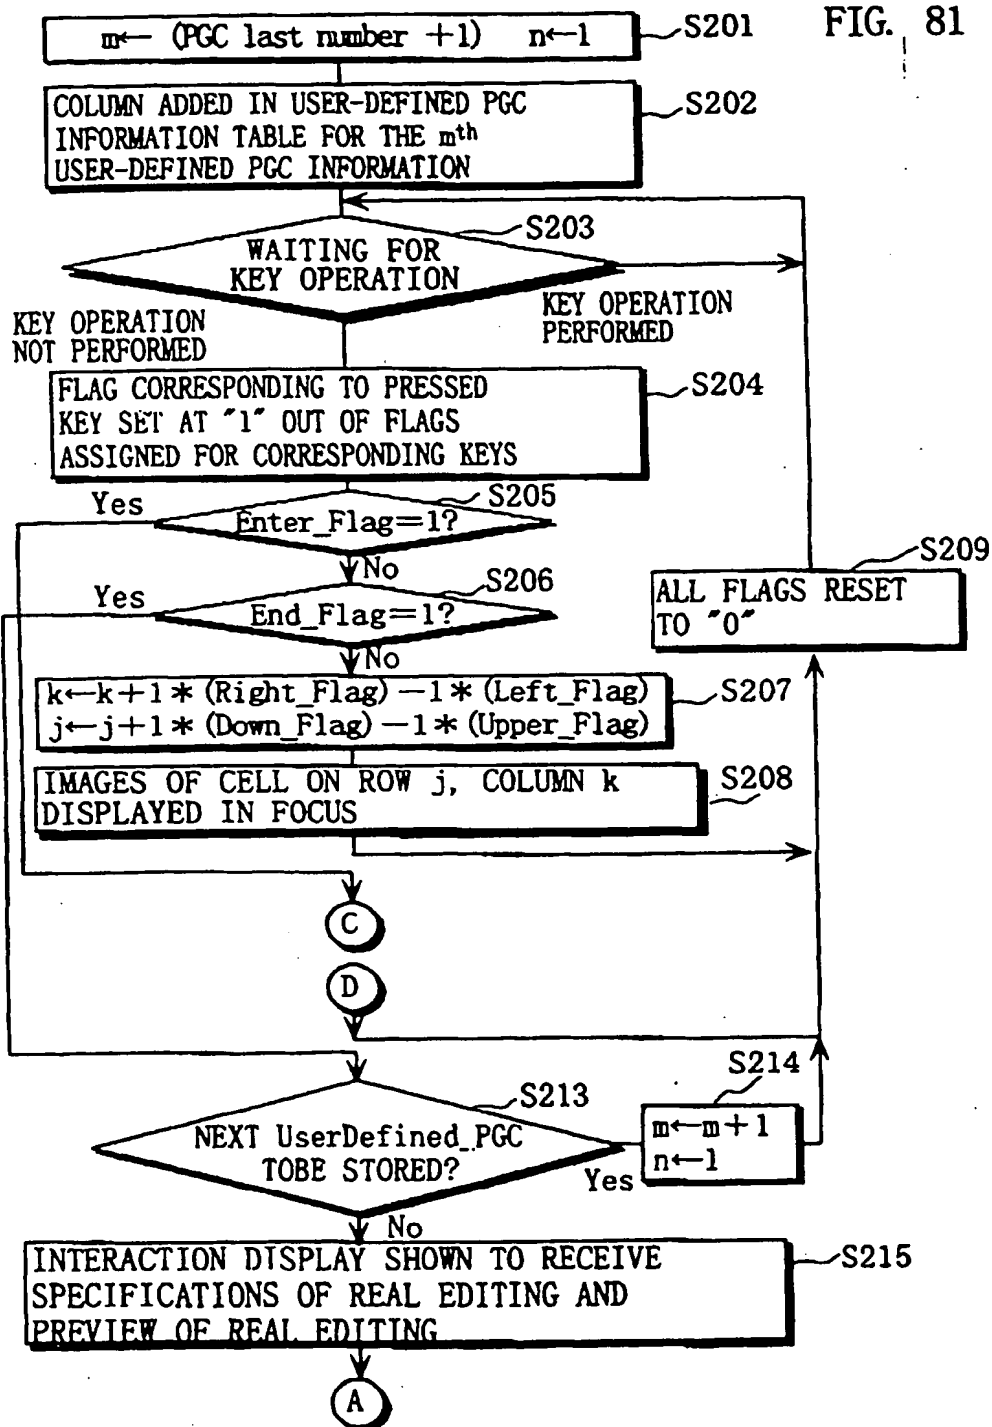 FIG. 81
m← (PGC last number +1) n←1
S201
COLUMN ADDED IN USER-DEFINED PGC
INFORMATION TABLE FOR THE mth
USER-DEFINED PGC INFORMATION
S202
S203
WAITING FOR
KEY OPERATION
KEY OPERATION
NOT PERFORMED
KEY OPERATION
PERFORMED
FLAG CORRESPONDING TO PRESSED
KEY SET AT "1" OUT OF FLAGS
ASSIGNED FOR CORRESPONDING KEYS
S204
Yes
S205
Enter_Flag=1?
No
Yes
S206
End_Flag=1?
No
S209
ALL FLAGS RESET
TO "0"
k←k+1*(Right_Flag)-1*(Left_Flag)
j←j+1*(Down_Flag)-1*(Upper_Flag)
S207
IMAGES OF CELL ON ROW j, COLUMN k
DISPLAYED IN FOCUS
S208
C
D
S213
NEXT UserDefined_PGC
TOBE STORED?
Yes
S214
m←m+1
n←1
No
INTERACTION DISPLAY SHOWN TO RECEIVE
SPECIFICATIONS OF REAL EDITING AND
PREVIEW OF REAL EDITING
S215
A